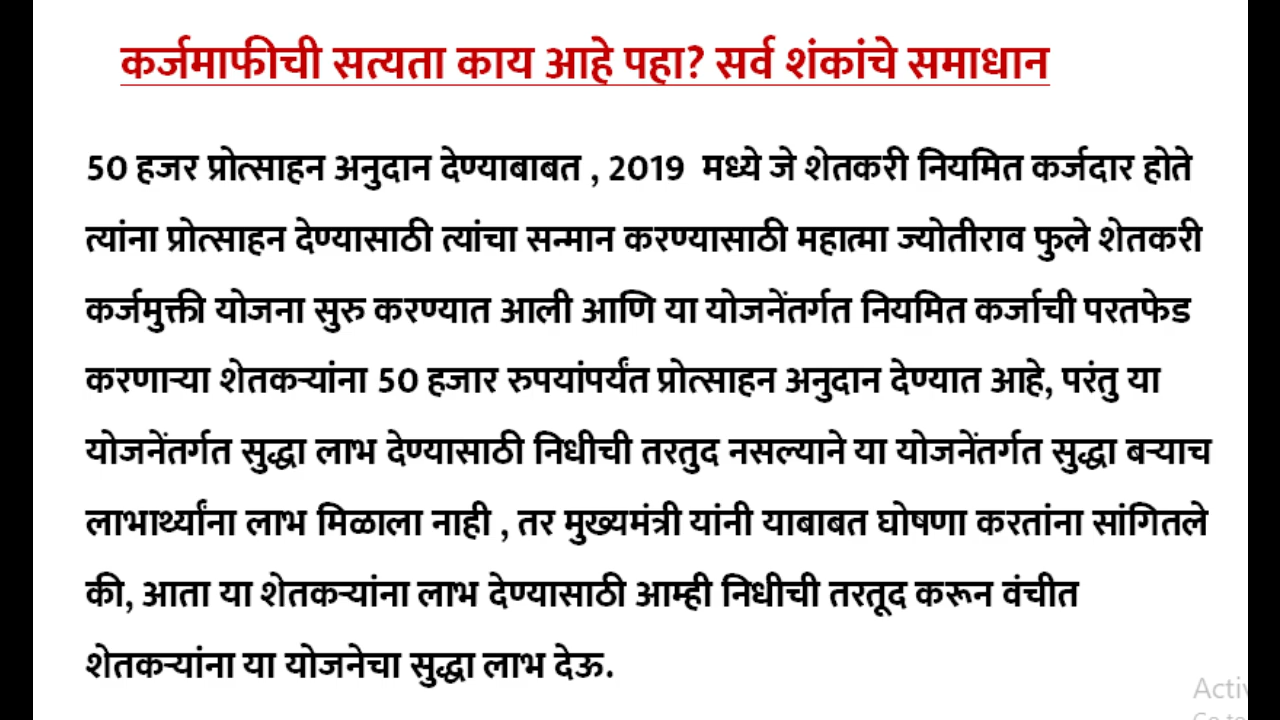 कर्जमाफीची सत्यता काय आहे पहा? सर्व शंकांचे समाधान
50 हजर प्रोत्साहन अनुदान देण्याबाबत , 2019 मध्ये जे शेतकरी नियमित कर्जदार होते
त्यांना प्रोत्साहन देण्यासाठी त्यांचा सन्मान करण्यासाठी महात्मा ज्योतीराव फुले शेतकरी
कर्जमुक्ती योजना सुरु करण्यात आली आणि या योजनेंतर्गत नियमित कर्जाची परतफेड
करणाऱ्या शेतकऱ्यांना 50 हजार रुपयांपर्यंत प्रोत्साहन अनुदान देण्यात आहे, परंतु या
योजनेंतर्गत सुद्धा लाभ देण्यासाठी निधीची तरतुद नसल्याने या योजनेंतर्गत सुद्धा बऱ्याच
लाभार्थ्यांना लाभ मिळाला नाही , तर मुख्यमंत्री यांनी याबाबत घोषणा करतांना सांगितले
की, आता या शेतकऱ्यांना लाभ देण्यासाठी आम्ही निधीची तरतूद करून वंचीत
शेतकऱ्यांना या योजनेचा सुद्धा लाभ देऊ.